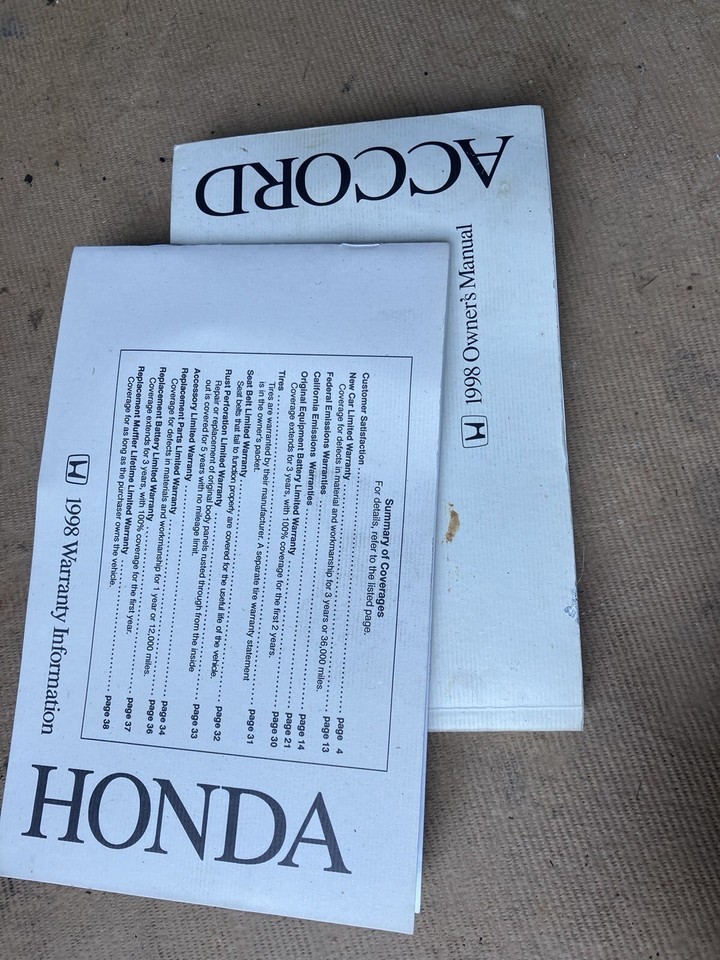 ACCORD
1998 Owner's Manual
Summary of Coverages
For details, refer to the listed page.
Customer Satisfaction . . . . . . . . . . page 4
New Car Limited Warranty . . . . . . . . . . page 13
Coverage for defects in material and workmanship for 3 years or 36,000 miles.
Federal Emissions Warranties . . . . . . . . . . page 14
California Emissions Warranties . . . . . . . . . . page 21
Original Equipment Battery Limited Warranty . . . . . . . . . . page 30
Coverage extends for 3 years, with 100% coverage for the first 2 years.
Tires . . . . . . . . . . page 31
Tires are warranted by their manufacturer. A separate tire warranty statement
is in the owner's packet.
Seat Belt Limited Warranty . . . . . . . . . . page 32
Seat belts that fail to function properly are covered for the useful life of the vehicle.
Rust Perforation Limited Warranty . . . . . . . . . . page 33
Repair or replacement of original body panels rusted through from the inside
out is covered for 5 years with no mileage limit.
Accessory Limited Warranty . . . . . . . . . . page 34
Replacement Parts Limited Warranty . . . . . . . . . . page 36
Coverage for defects in materials and workmanship for 1 year or 12,000 miles.
Replacement Battery Limited Warranty . . . . . . . . . . page 37
Coverage extends for 3 years, with 100% coverage for the first year.
Replacement Muffler Lifetime Limited Warranty . . . . . . . . . . page 38
Coverage for as long as the purchaser owns the vehicle.
1998 Warranty Information
HONDA